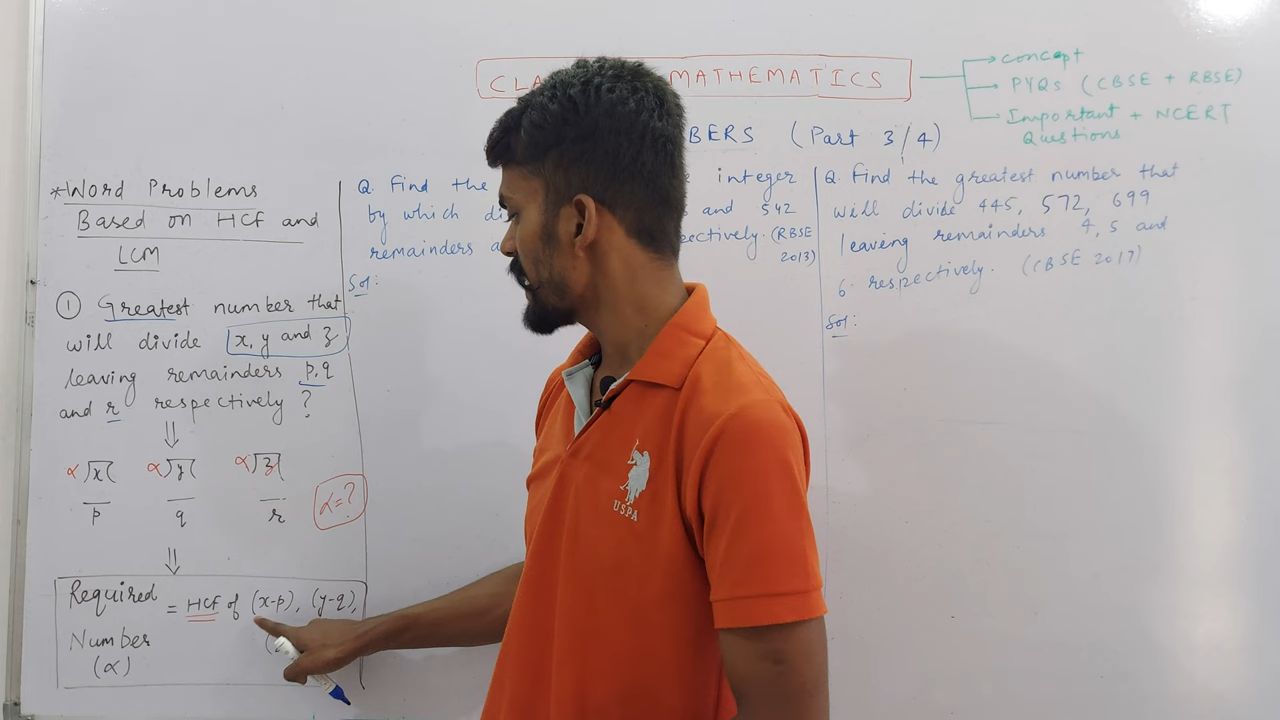 CLA MATHEMATICS
concept
PYQs (CBSE + RBSE)
Important + NCERT
Questions
BERS (Part 3/4)
*Word Problems
Based on HCF and
LCM
① Greatest number that
will divide x, y and z
leaving remainders p, q
and r respectively ?
α)x( α)y( α)z(
p q r
α=?
Required
= HCF of (x-p), (y-q),
Number
(α)
Q. Find the integer
by which di and 542
remainders a ectively. (RBSE
2013)
Sol:
Q. Find the greatest number that
will divide 445, 572, 699
leaving remainders 4, 5 and
6 respectively. (CBSE 2017)
Sol:
USPA